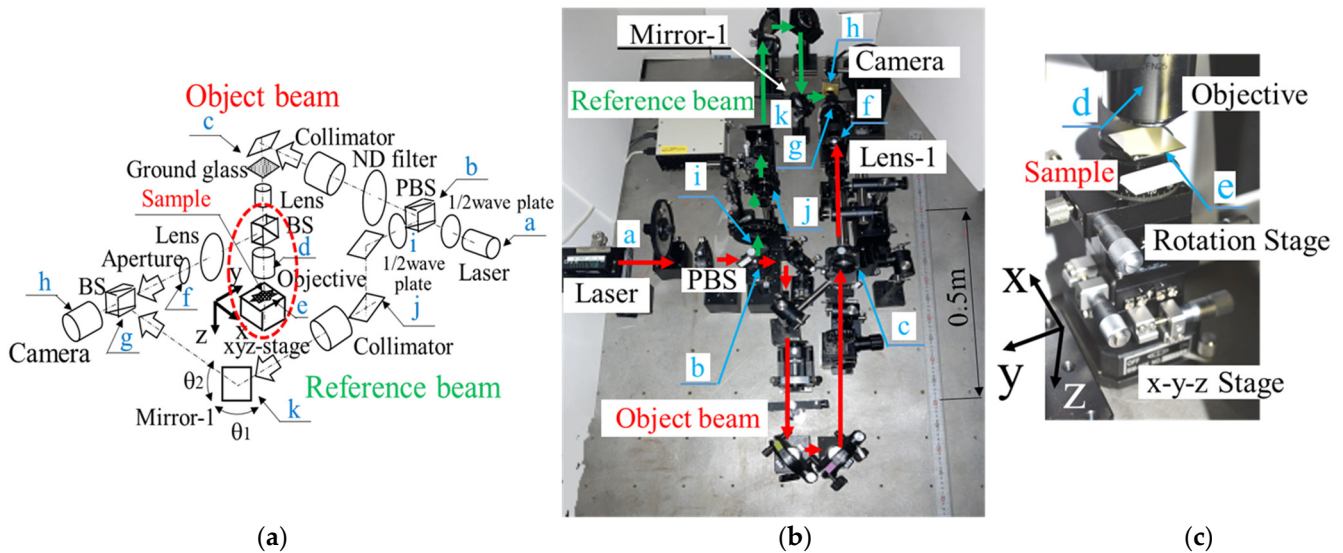 Object beam
c
Collimator
Ground glass
ND filter
b
PBS
Sample
Lens
1/2wave plate
a
BS
Lens
d
i
Laser
Aperture
Objective
1/2wave
plate
h
BS
y
f
e
j
z
x
g
xyz-stage
Collimator
Camera
θ2
Reference beam
Mirror-1
k
θ1
(a)
Mirror-1
h
Camera
Reference beam
k
f
g
Lens-1
i
j
a
PBS
Laser
0.5m
c
b
Object beam
(b)
d
Objective
Sample
e
Rotation Stage
x
y
z
x-y-z Stage
(c)